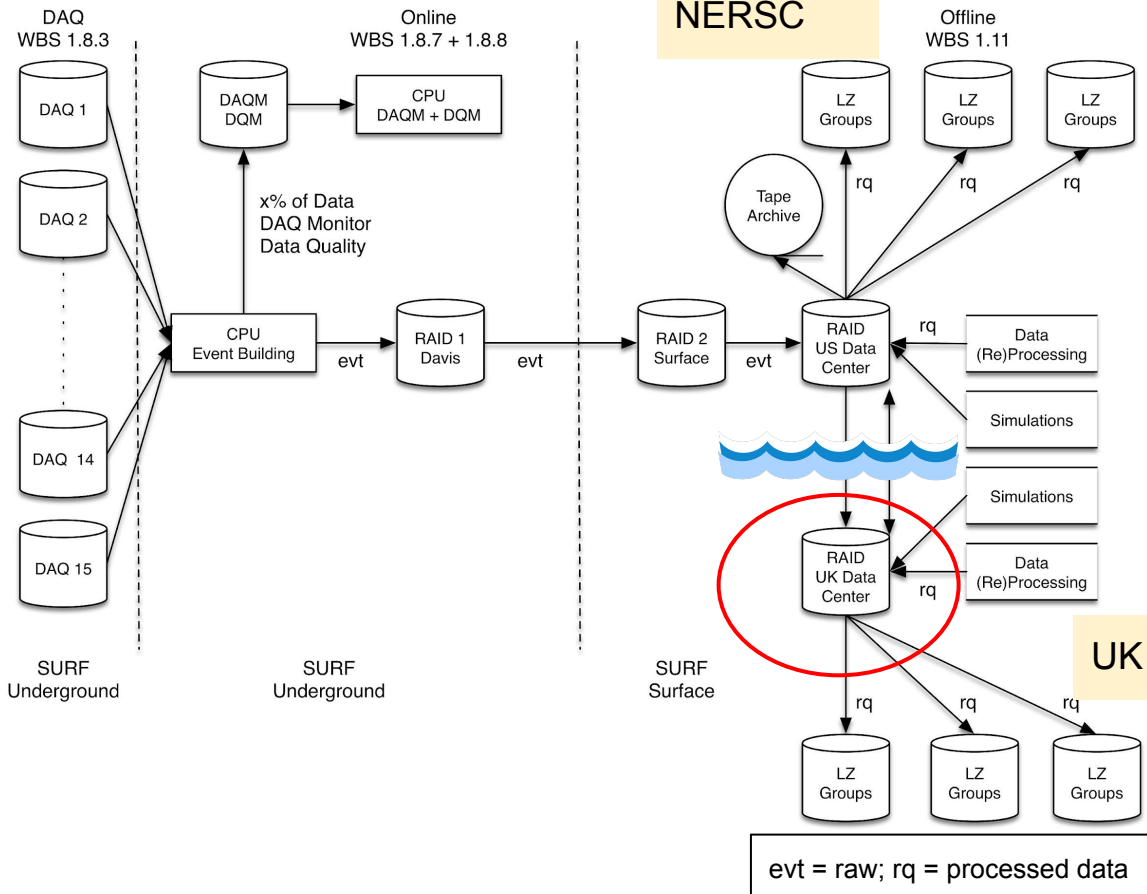 DAQ
WBS 1.8.3
Online
WBS 1.8.7 + 1.8.8
NERSC
Offline
WBS 1.11
DAQ 1
DAQM
DQM
CPU
DAQM + DQM
LZ
Groups
LZ
Groups
LZ
Groups
DAQ 2
x% of Data
DAQ Monitor
Data Quality
Tape
Archive
rq
rq
rq
CPU
Event Building
evt
RAID 1
Davis
evt
RAID 2
Surface
evt
RAID
US Data
Center
rq
Data
(Re)Processing
Simulations
DAQ 14
Simulations
DAQ 15
RAID
UK Data
Center
rq
Data
(Re)Processing
SURF
Underground
SURF
Underground
SURF
Surface
UK
rq
rq
rq
LZ
Groups
LZ
Groups
LZ
Groups
evt = raw; rq = processed data